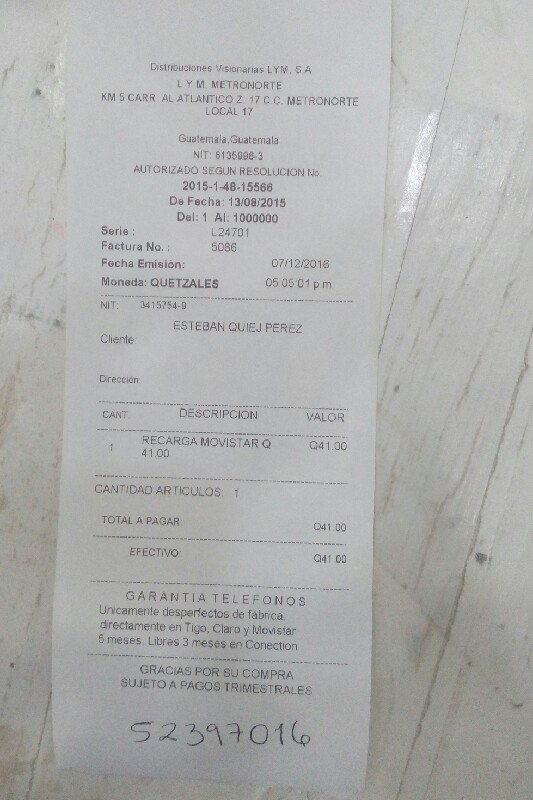 Distribuciones Visionarias LYM, S.A
L Y M. METRONORTE
KM 5 CARR. AL ATLANTICO Z. 17 C.C. METRONORTE
LOCAL 17
Guatemala,Guatemala
NIT: 6135996-3
AUTORIZADO SEGUN RESOLUCION No.
2015-1-48-15566
De Fecha: 13/08/2015
Del: 1 Al: 1000000
Serie : L24701
Factura No. : 5086
Fecha Emisión: 07/12/2016
Moneda: QUETZALES 05:05:01 p.m
NIT: 3415754-9
ESTEBAN QUIEJ PEREZ
Cliente:
Dirección:
CANT. DESCRIPCION VALOR
1 RECARGA MOVISTAR Q Q41.00
41.00
CANTIDAD ARTICULOS: 1
TOTAL A PAGAR: Q41.00
EFECTIVO: Q41.00
GARANTIA TELEFONOS
Unicamente desperfectos de fábrica,
directamente en Tigo, Claro y Movistar
5 meses. Libres 3 meses en Conection
GRACIAS POR SU COMPRA
SUJETO A PAGOS TRIMESTRALES
52397016